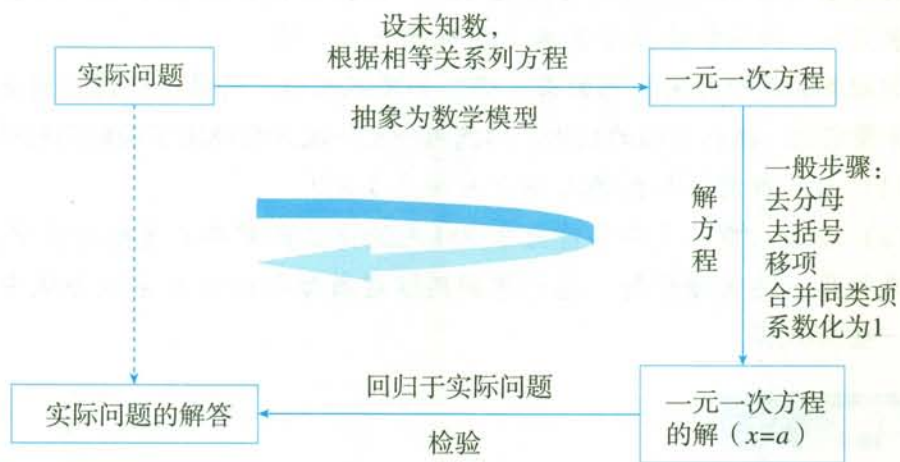 设未知数，
根据相等关系列方程
实际问题
一元一次方程
抽象为数学模型
解方程
一般步骤：
去分母
去括号
移项
合并同类项
系数化为1
回归于实际问题
实际问题的解答
一元一次方程
的解（x=a）
检验